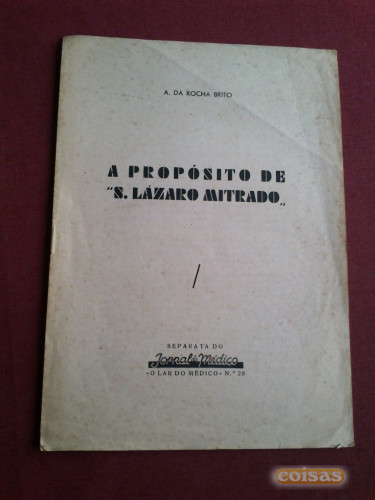 A. DA ROCHA BRITO
A PROPÓSITO DE
"S. LÁZARO MITRADO„
/
SEPARATA DO
Jornal do Médico
«O LAR DO MÉDICO» N.º 29
coisas